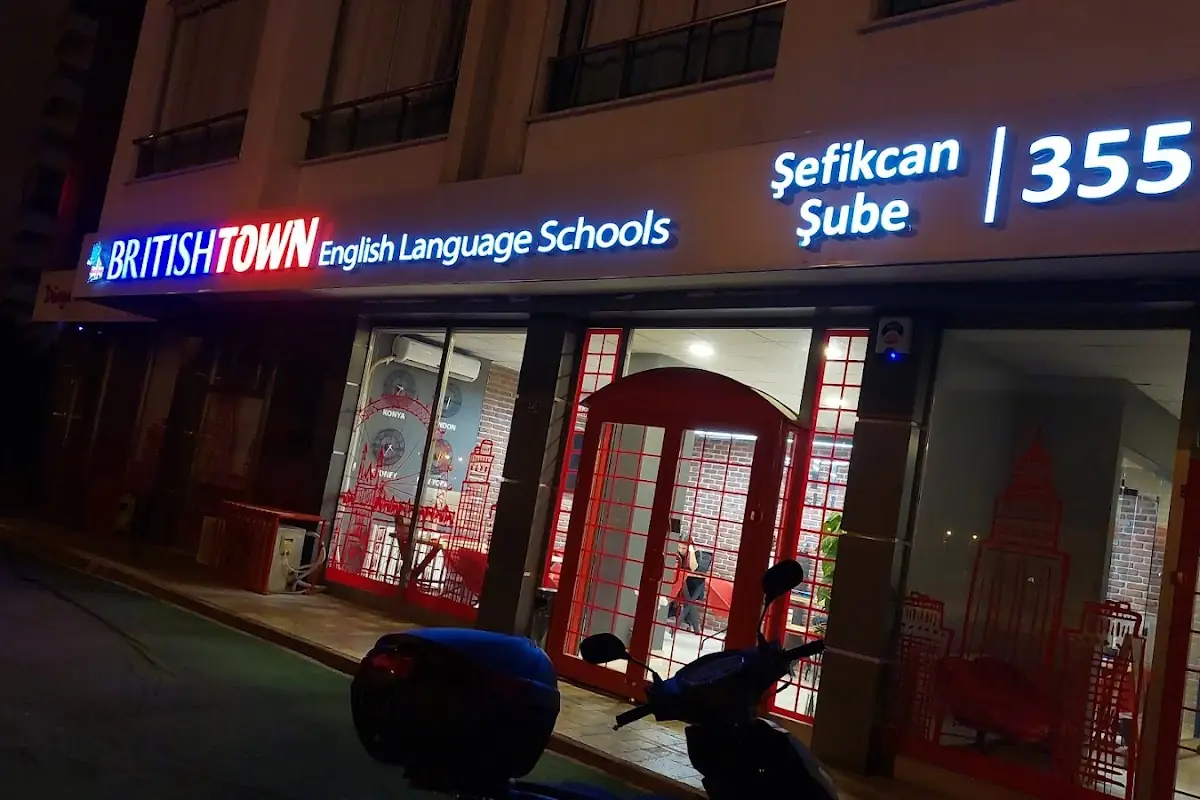 BRITISHTOWN English Language Schools
Şefikcan
Şube
| 355
KONYA